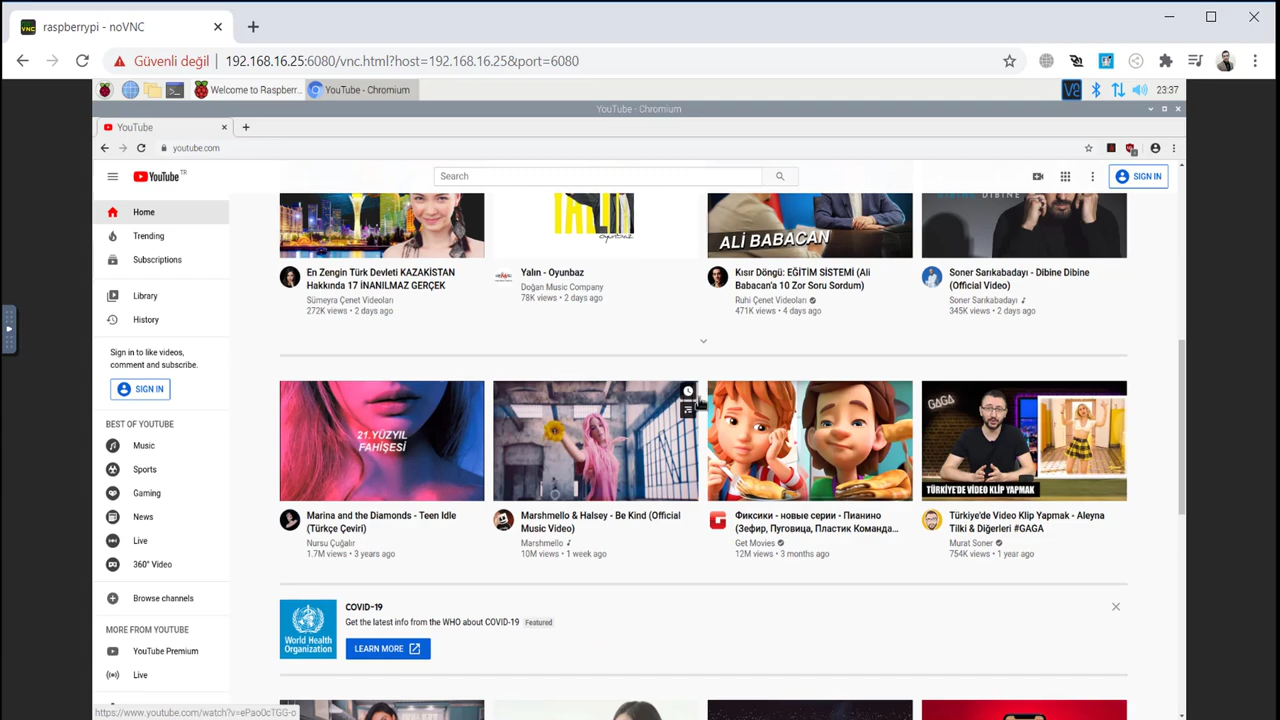 raspberrypi - noVNC
Güvenli değil
192.168.16.25:6080/vnc.html?host=192.168.16.25&port=6080
Welcome to Raspberr...
YouTube - Chromium
23:37
YouTube - Chromium
YouTube
youtube.com
YouTube TR
Search
SIGN IN
Home
Trending
Subscriptions
Library
History
Sign in to like videos,
comment and subscribe.
SIGN IN
BEST OF YOUTUBE
Music
Sports
Gaming
News
Live
360° Video
Browse channels
MORE FROM YOUTUBE
YouTube Premium
Live
oyunbaz
ALİ BABACAN
DİBİNE DİBİNE
En Zengin Türk Devleti KAZAKİSTAN
Hakkında 17 İNANILMAZ GERÇEK
Sümeyra Çenet Videoları
272K views • 2 days ago
Yalın - Oyunbaz
Doğan Music Company
78K views • 2 days ago
Kısır Döngü: EĞİTİM SİSTEMİ (Ali
Babacan'a 10 Zor Soru Sordum)
Ruhi Çenet Videoları
471K views • 4 days ago
Soner Sarıkabadayı - Dibine Dibine
(Official Video)
Soner Sarıkabadayı
345K views • 2 days ago
21.YÜZYIL
FAHİŞESİ
GAGA
TÜRKİYE'DE VİDEO KLİP YAPMAK
Marina and the Diamonds - Teen Idle
(Türkçe Çeviri)
Nursu Çuğalır
1.7M views • 3 years ago
Marshmello & Halsey - Be Kind (Official
Music Video)
Marshmello
10M views • 1 week ago
Фиксики - новые серии - Пианино
(Зефир, Пуговица, Пластик Команда...
Get Movies
12M views • 3 months ago
Türkiye'de Video Klip Yapmak - Aleyna
Tilki & Diğerleri #GAGA
Murat Soner
754K views • 1 year ago
World Health
Organization
COVID-19
Get the latest info from the WHO about COVID-19 Featured
LEARN MORE
https://www.youtube.com/watch?v=ePao0cTGG-o